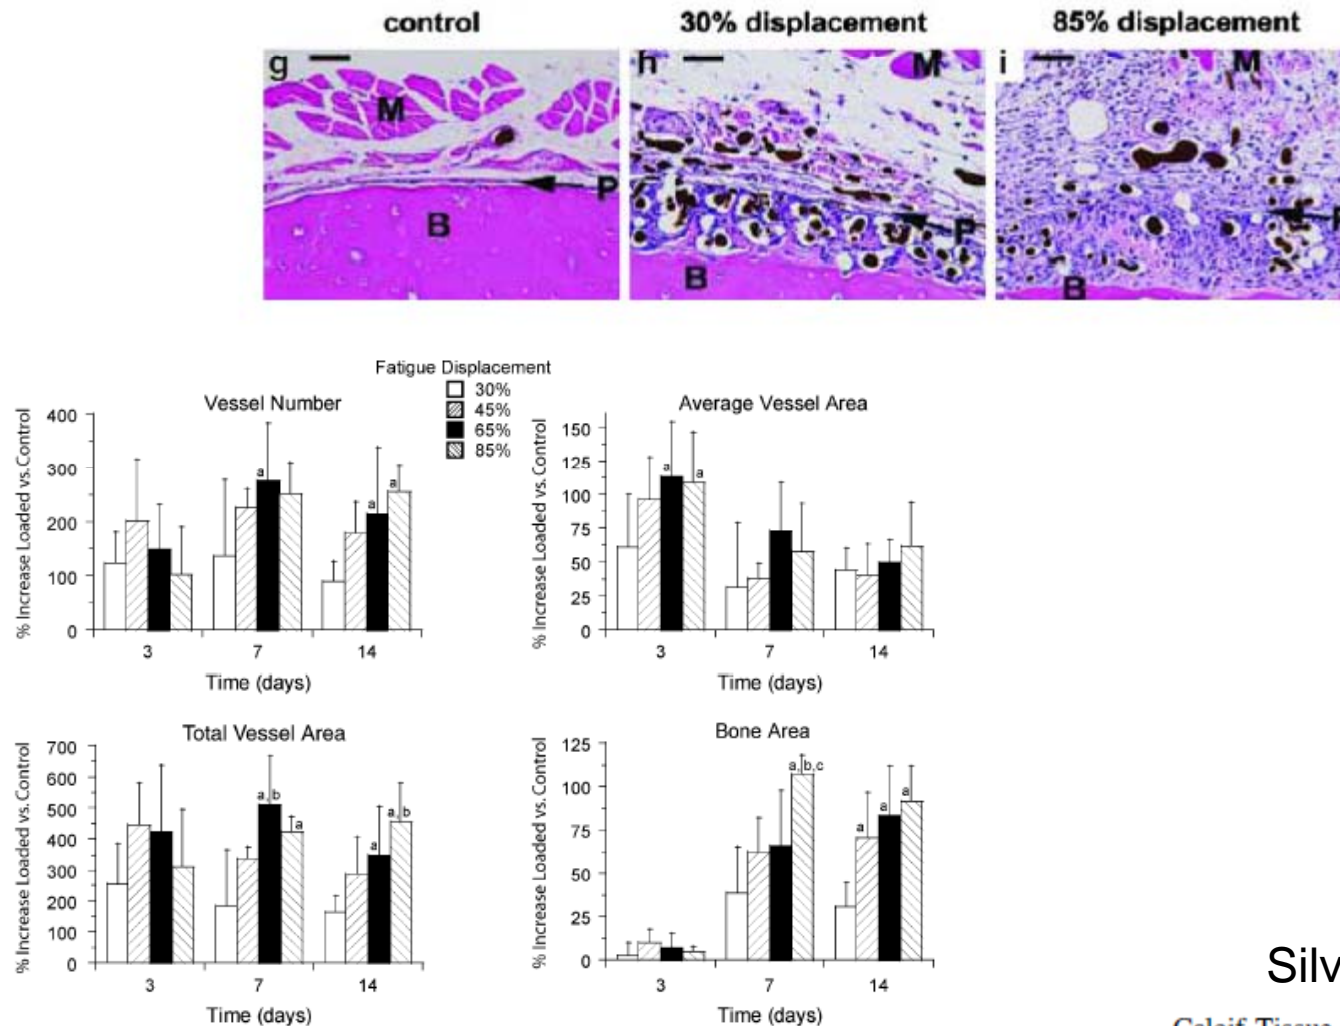 control 30% displacement 85% displacement
g h i
M M M
P P
B B B
Fatigue Displacement
30%
45%
65%
85%
Vessel Number
% Increase Loaded vs. Control
400
300
200
100
0
a
a
a
3 7 14
Time (days)
Average Vessel Area
% Increase Loaded vs. Control
150
125
100
75
50
25
0
a
a
3 7 14
Time (days)
Total Vessel Area
% Increase Loaded vs. Control
700
600
500
400
300
200
100
0
a,b
a
a
a,b
3 7 14
Time (days)
Bone Area
% Increase Loaded vs. Control
125
100
75
50
25
0
a,b,c
a
a
a
3 7 14
Time (days)
Silv
Calcif Tissue